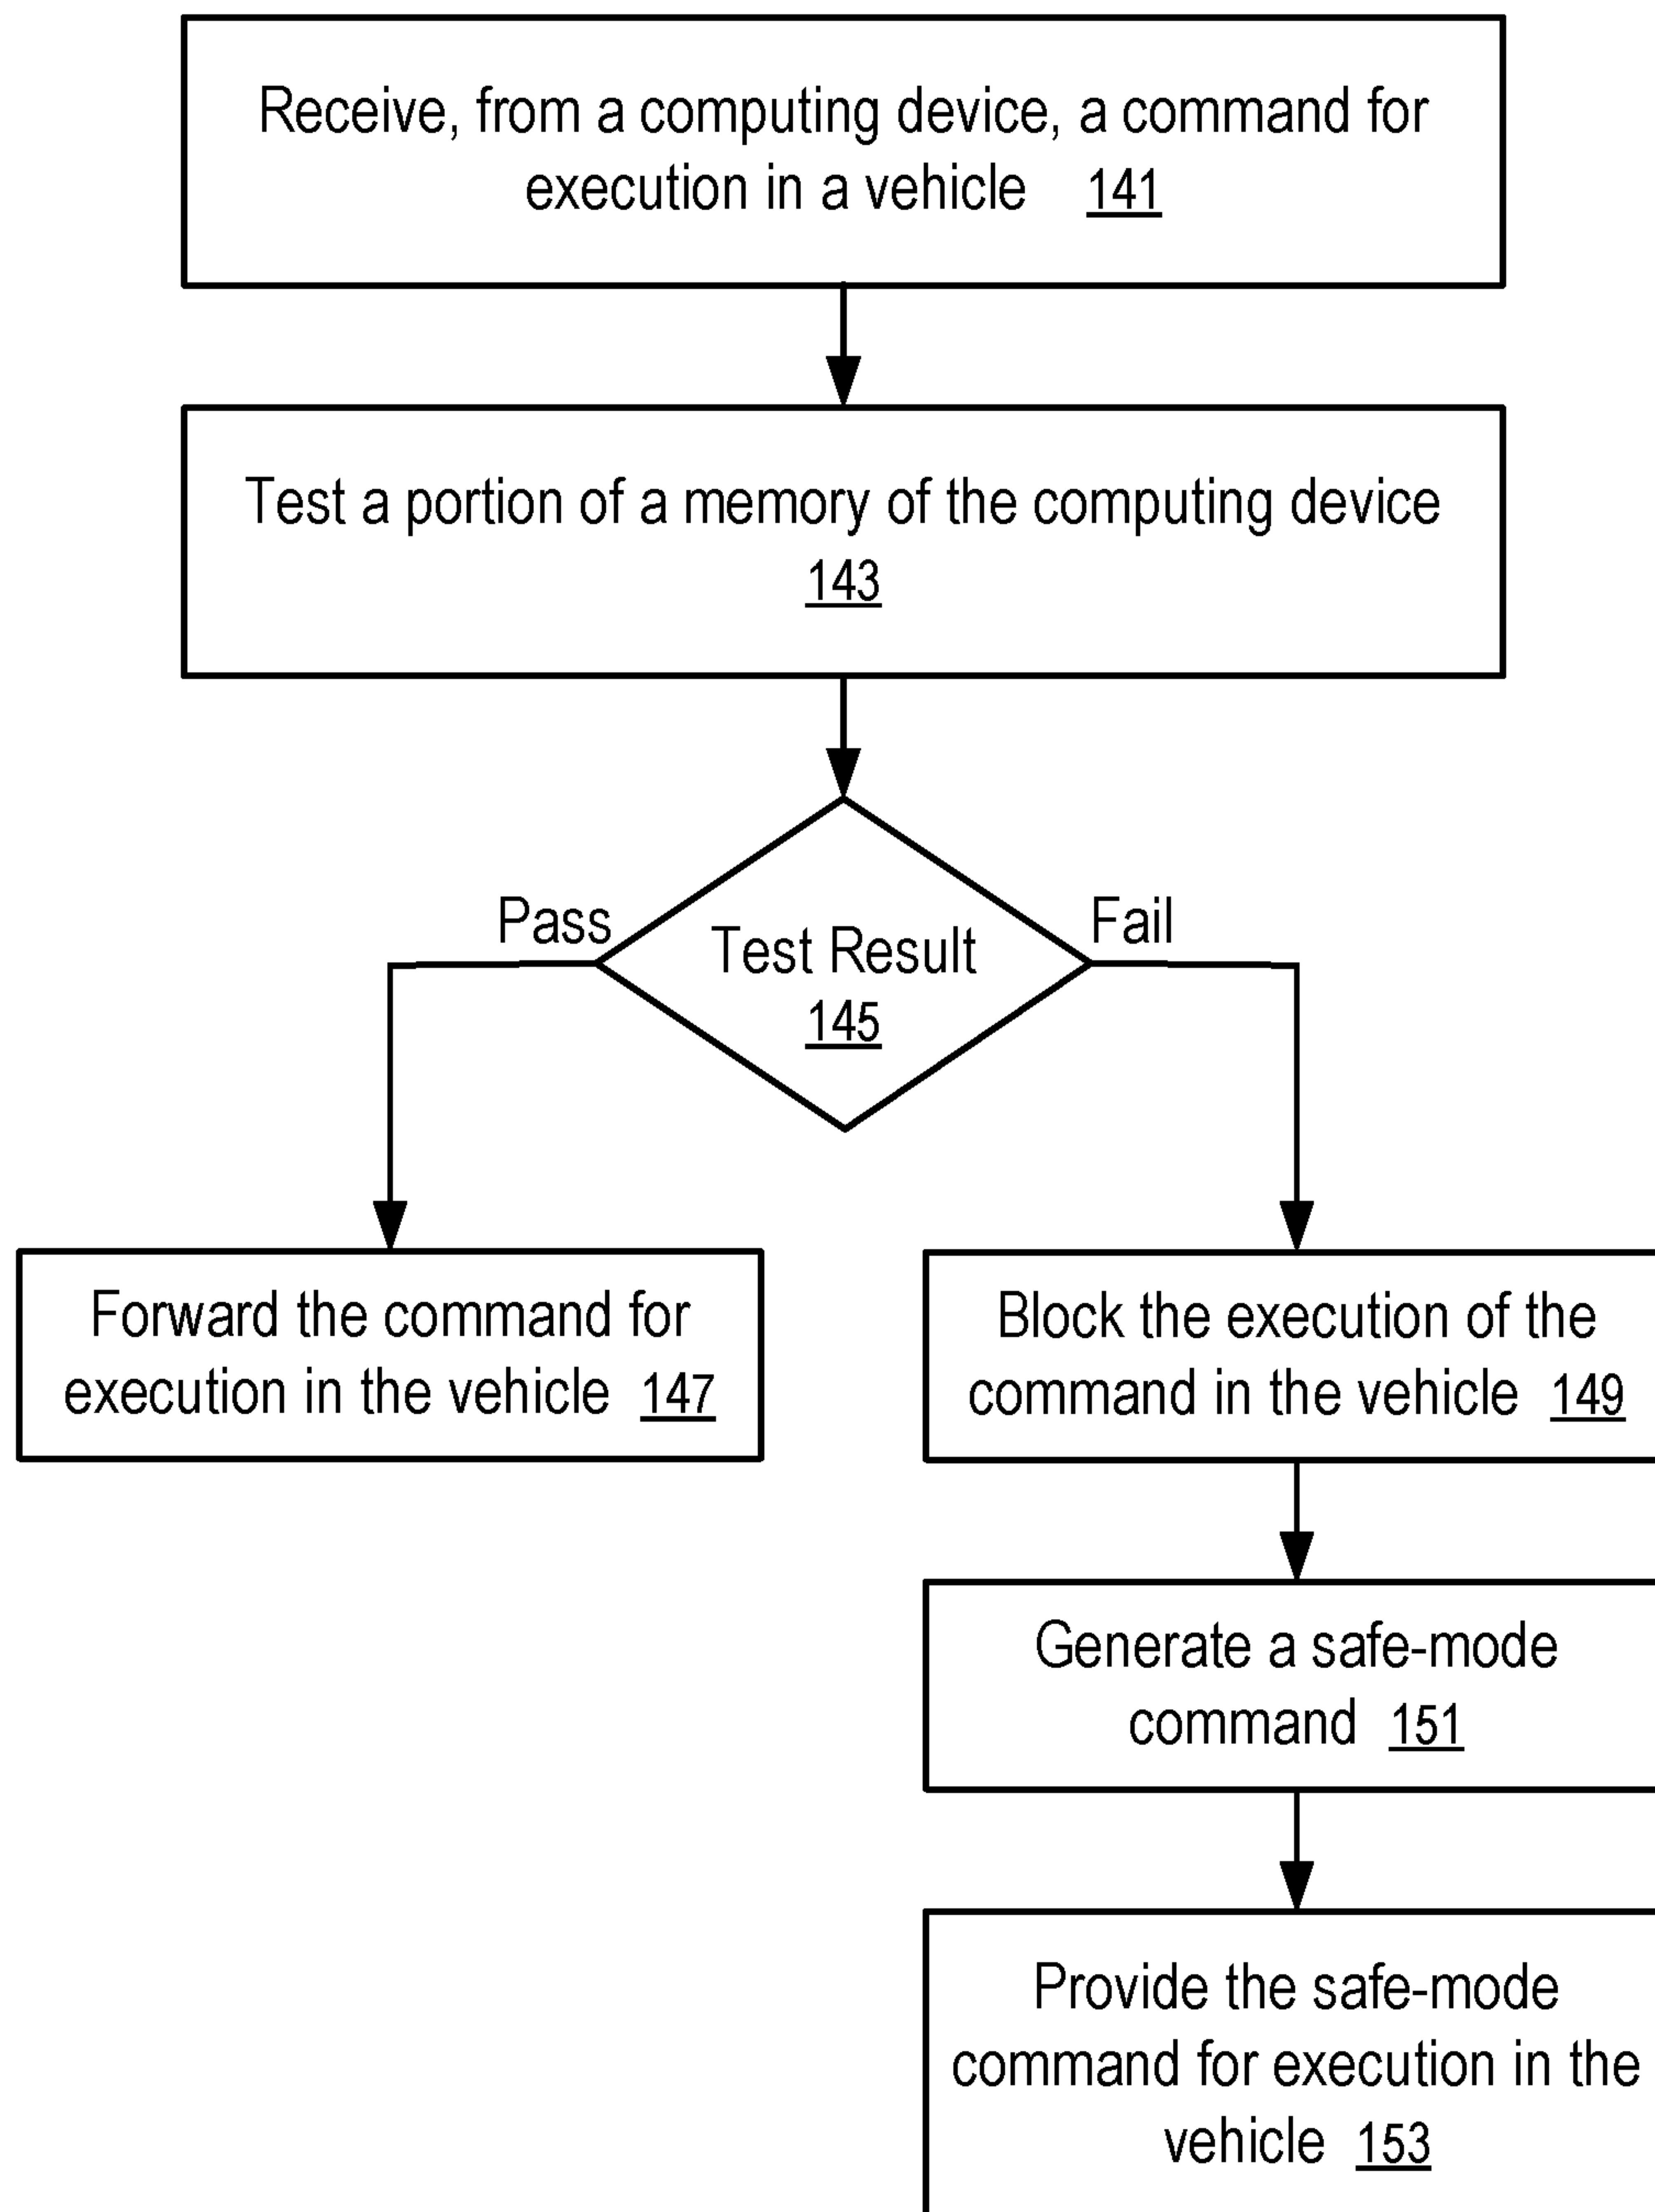 Receive, from a computing device, a command for
execution in a vehicle 141
Test a portion of a memory of the computing device
143
Pass
Fail
Test Result
145
Forward the command for
execution in the vehicle 147
Block the execution of the
command in the vehicle 149
Generate a safe-mode
command 151
Provide the safe-mode
command for execution in the
vehicle 153